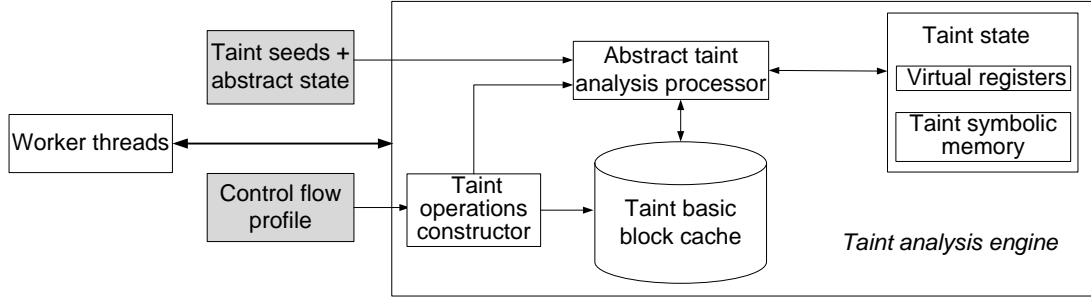 Taint seeds +
abstract state
Abstract taint
analysis processor
Taint state
Virtual registers
Taint symbolic
memory
Worker threads
Control flow
profile
Taint
operations
constructor
Taint basic
block cache
Taint analysis engine